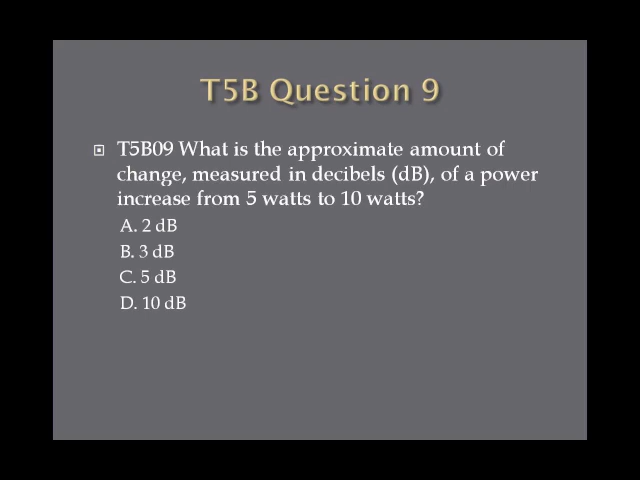 T5B Question 9
T5B09 What is the approximate amount of
change, measured in decibels (dB), of a power
increase from 5 watts to 10 watts?
A. 2 dB
B. 3 dB
C. 5 dB
D. 10 dB